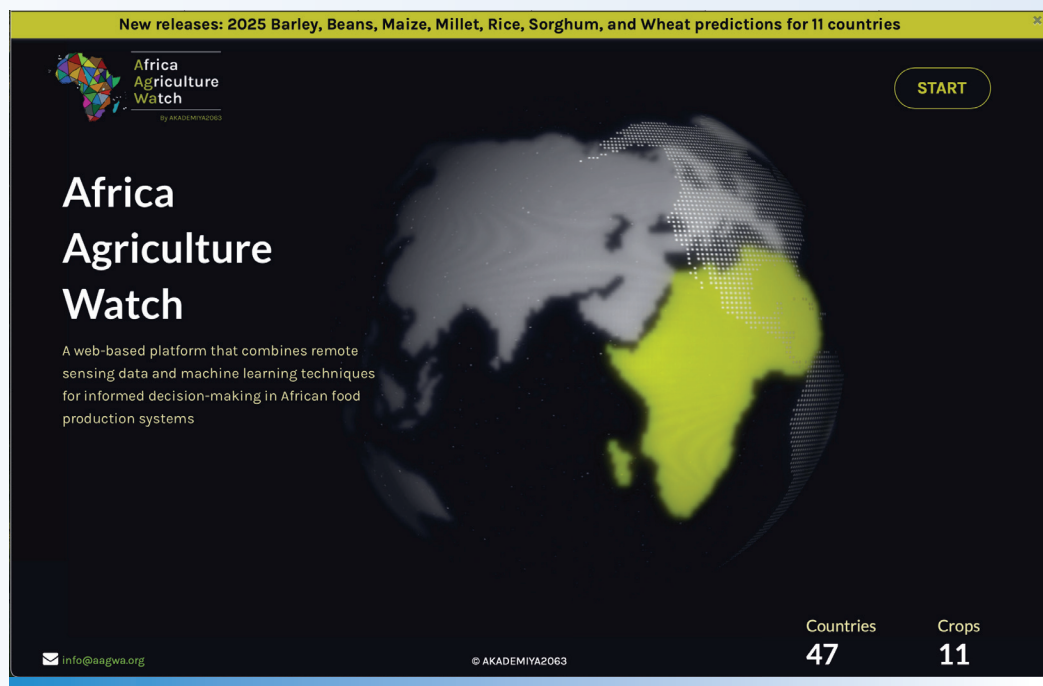 New releases: 2025 Barley, Beans, Maize, Millet, Rice, Sorghum, and Wheat predictions for 11 countries
×
Africa
Agriculture
Watch
By AKADEMIYA2063
START
Africa
Agriculture
Watch
A web-based platform that combines remote
sensing data and machine learning techniques
for informed decision-making in African food
production systems
Countries
Crops
47
11
info@aagwa.org
© AKADEMIYA2063